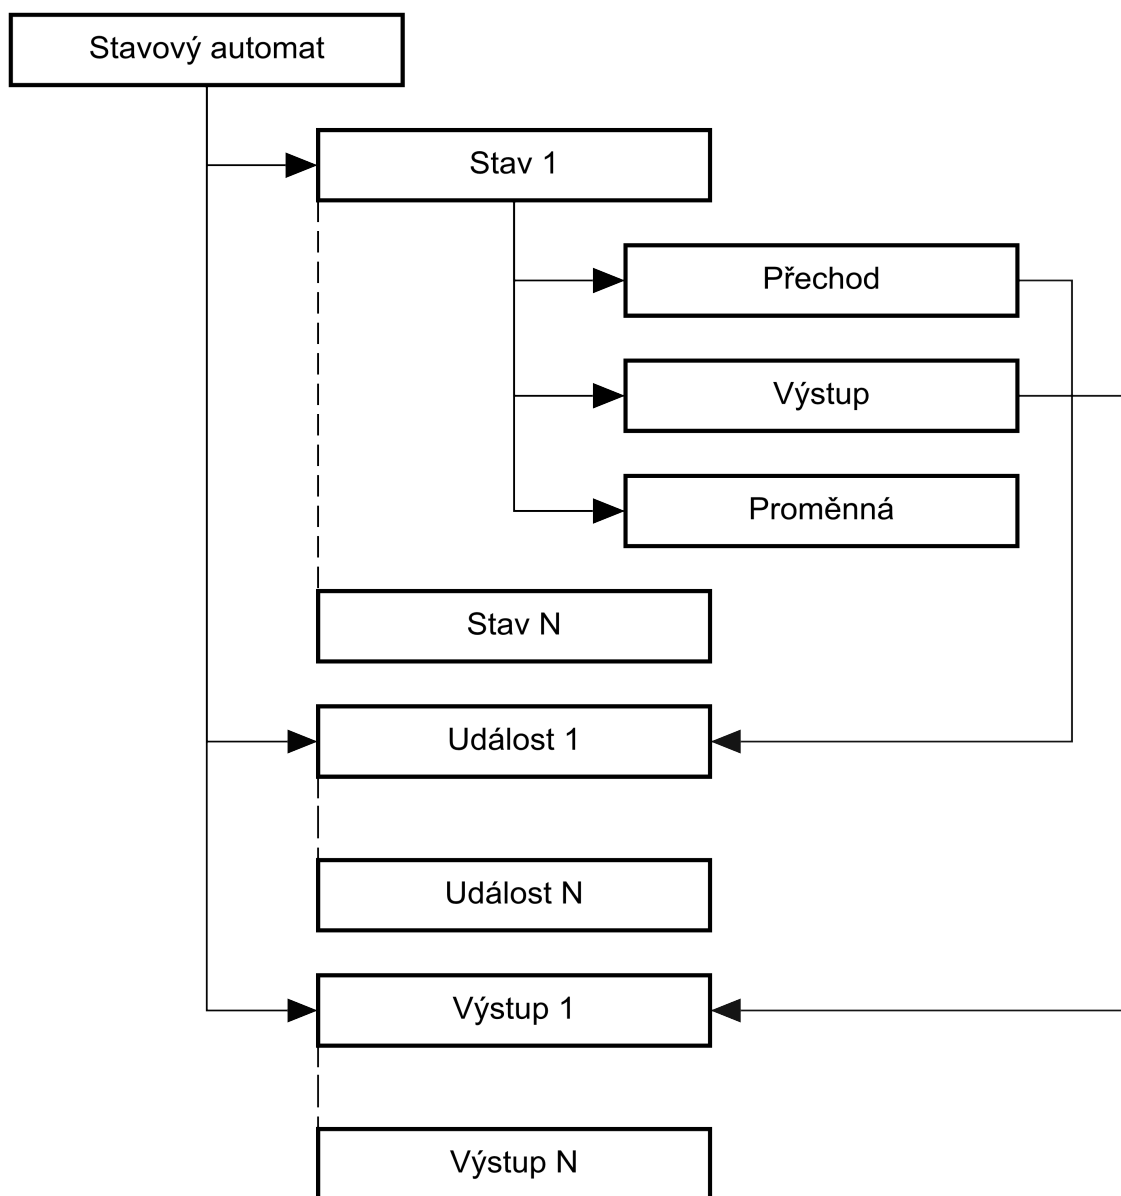 Stavový automat
Stav 1
Přechod
Výstup
Proměnná
Stav N
Událost 1
Událost N
Výstup 1
Výstup N